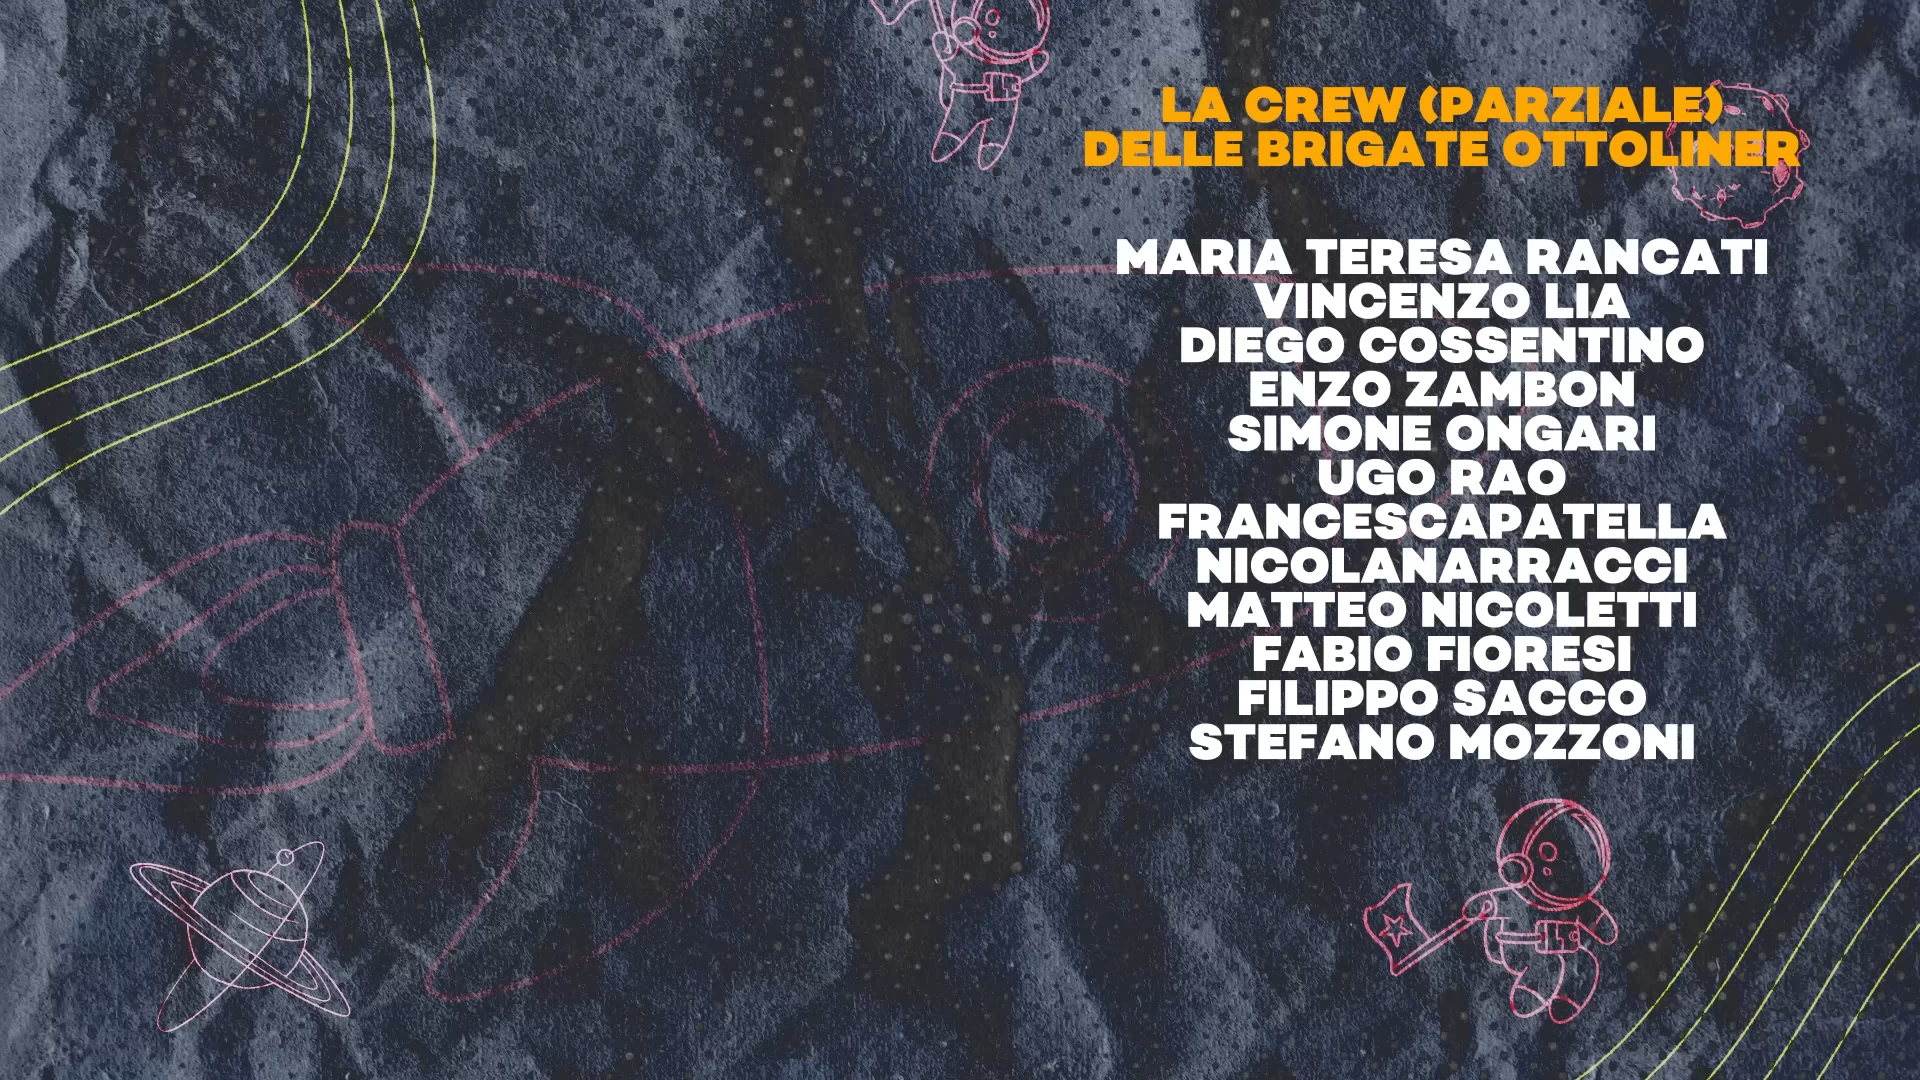 LA CREW (PARZIALE)
DELLE BRIGATE OTTOLINER
MARIA TERESA RANCATI
VINCENZO LIA
DIEGO COSSENTINO
ENZO ZAMBON
SIMONE ONGARI
UGO RAO
FRANCESCAPATELLA
NICOLANARRACCI
MATTEO NICOLETTI
FABIO FIORESI
FILIPPO SACCO
STEFANO MOZZONI